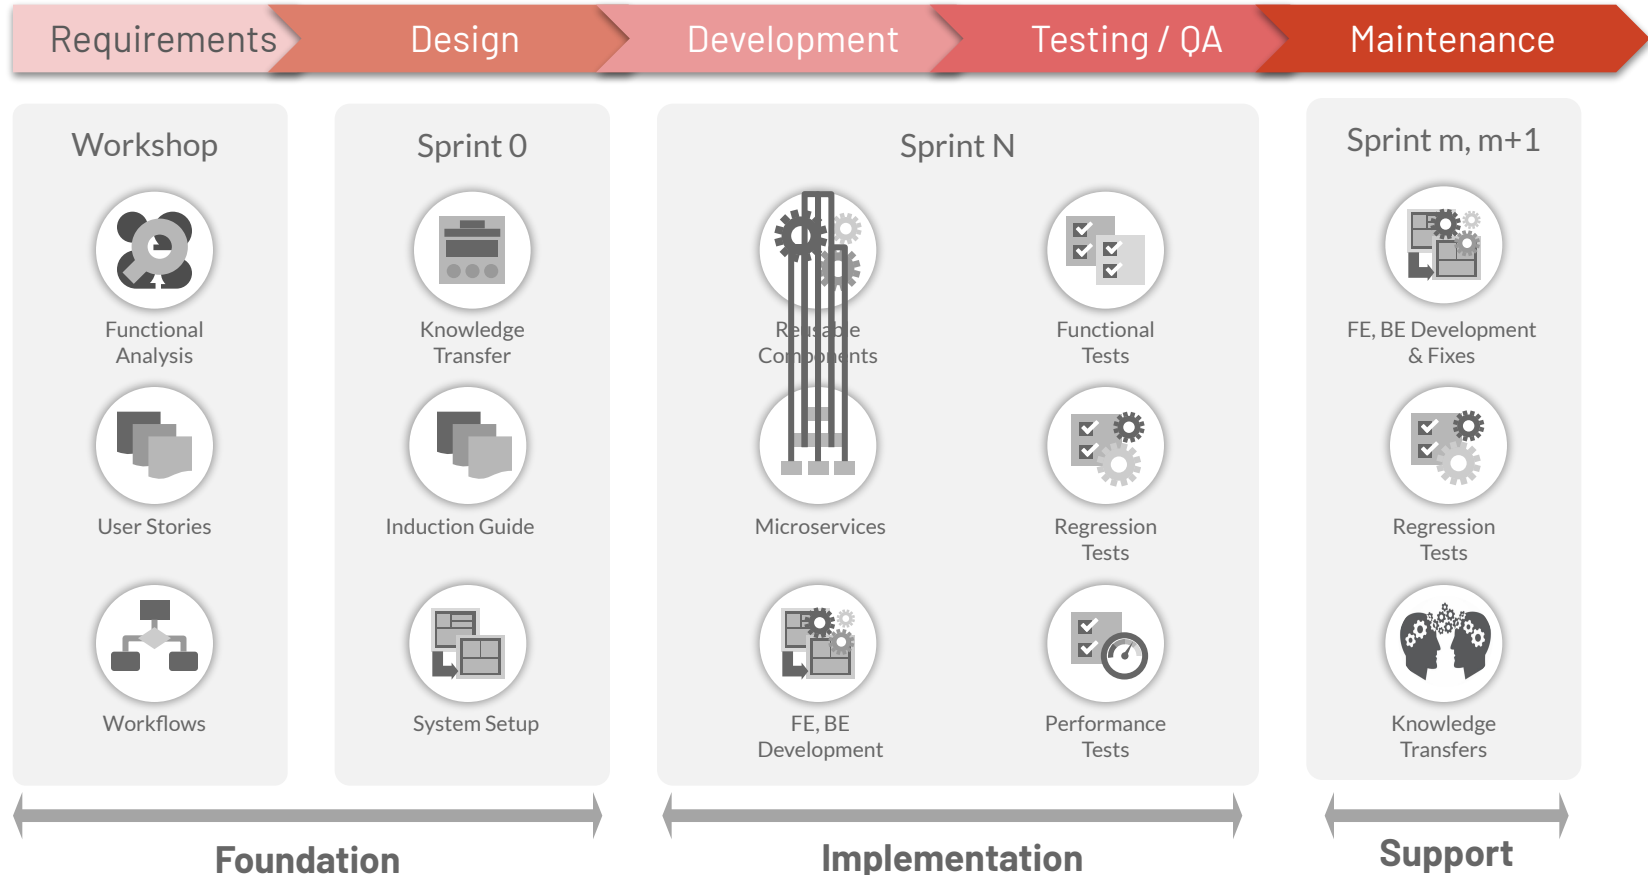 Requirements
Design
Development
Testing / QA
Maintenance
Workshop
Functional
Analysis
User Stories
Workflows
Sprint 0
Knowledge
Transfer
Induction Guide
System Setup
Sprint N
Reusable
Components
Microservices
FE, BE
Development
Functional
Tests
Regression
Tests
Performance
Tests
Sprint m, m+1
FE, BE Development
& Fixes
Regression
Tests
Knowledge
Transfers
Foundation
Implementation
Support